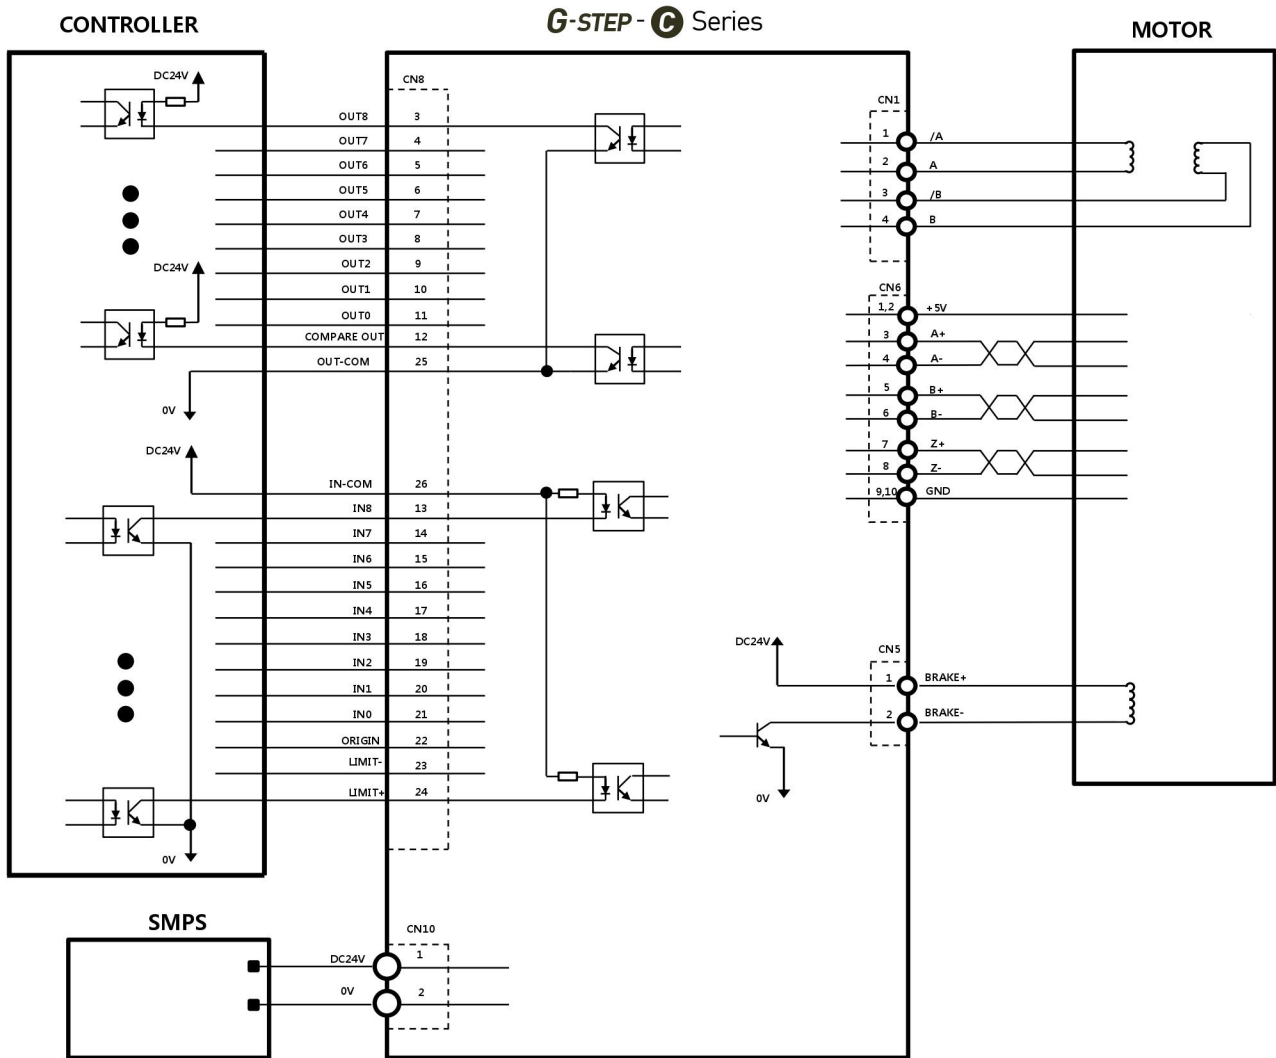 CONTROLLER
G-STEP - C Series
MOTOR
DC24V
CN8
OUT8 3
OUT7 4
OUT6 5
OUT5 6
OUT4 7
OUT3 8
DC24V
OUT2 9
OUT1 10
OUT0 11
COMPARE OUT 12
OUT-COM 25
0V
DC24V
IN-COM 26
IN8 13
IN7 14
IN6 15
IN5 16
IN4 17
IN3 18
IN2 19
IN1 20
IN0 21
ORIGIN 22
LIMIT- 23
LIMIT+ 24
0V
CN1
1 /A
2 A
3 /B
4 B
CN6
1,2 +5V
3 A+
4 A-
5 B+
6 B-
7 Z+
8 Z-
9,10 GND
DC24V
CN5
1 BRAKE+
2 BRAKE-
0V
SMPS
CN10
DC24V 1
0V 2